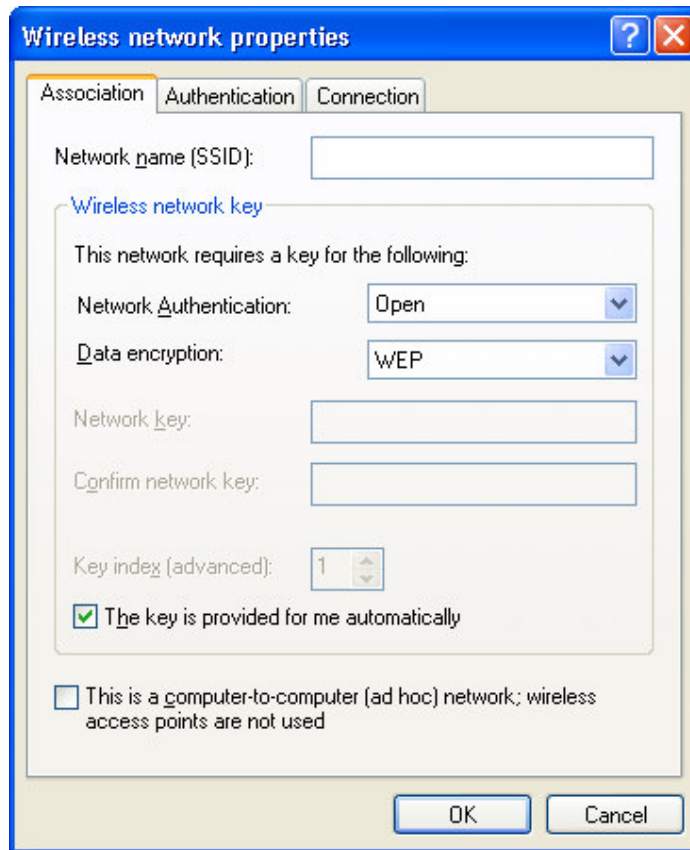 Wireless network properties
Association Authentication Connection
Network name (SSID):
Wireless network key
This network requires a key for the following:
Network Authentication: Open
Data encryption: WEP
Network key:
Confirm network key:
Key index (advanced): 1
The key is provided for me automatically
This is a computer-to-computer (ad hoc) network; wireless
access points are not used
OK Cancel